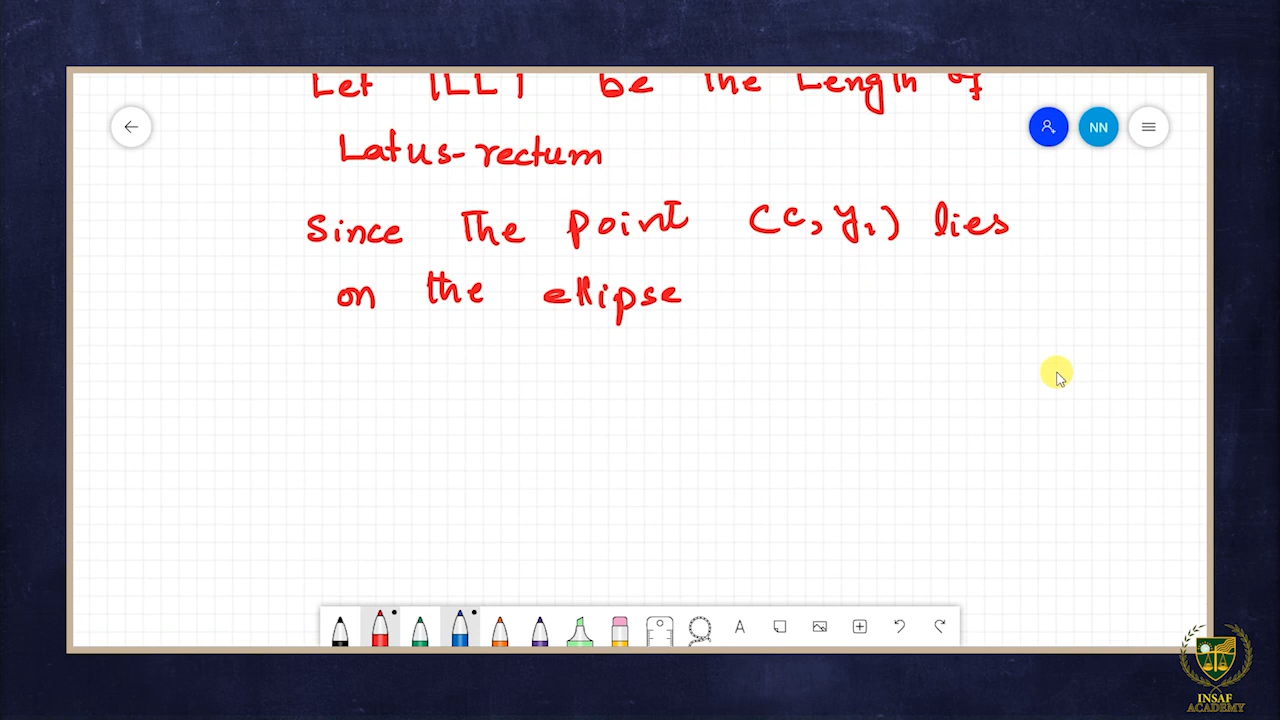 Let |LL'| be the Length of
Latus-rectum
Since the point (c, y₁) lies
on the ellipse
NN
A
INSAF
ACADEMY